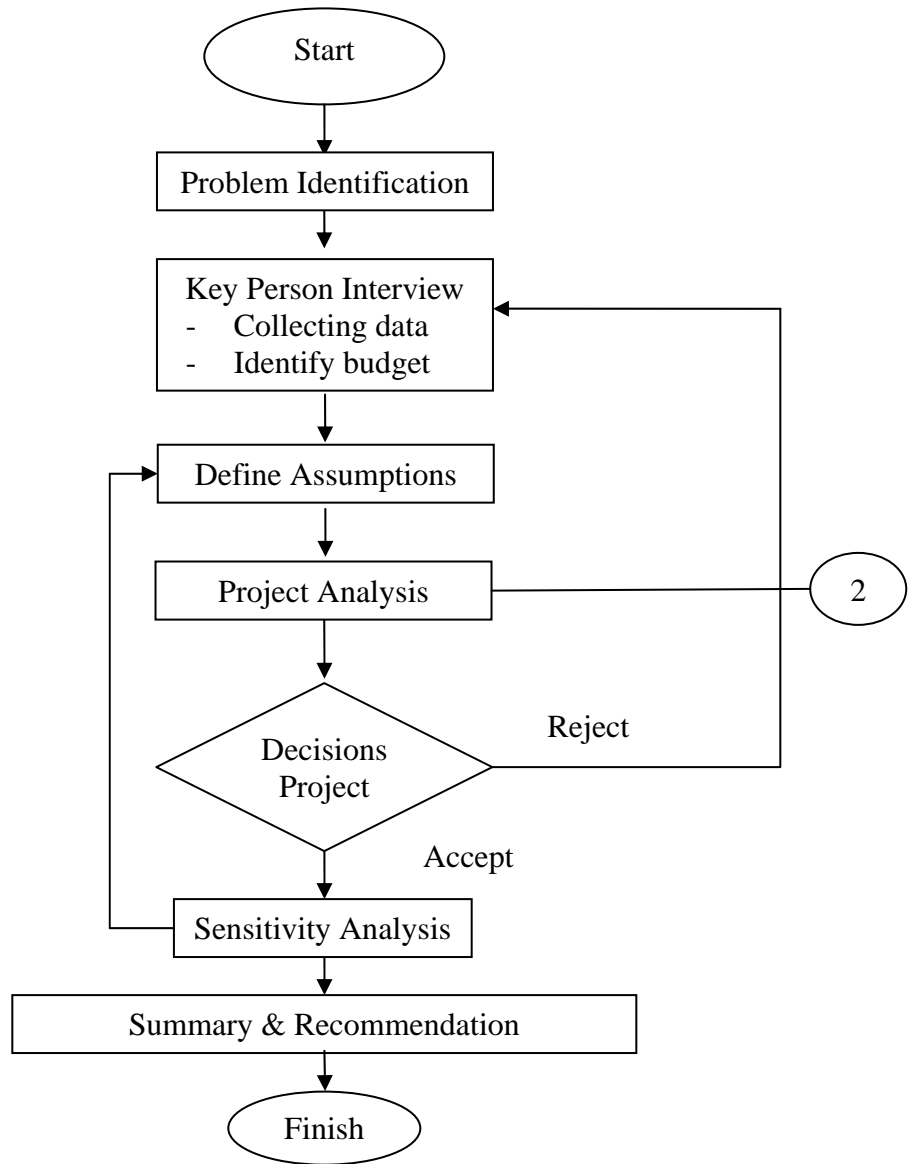 Start
Problem Identification
Key Person Interview
- Collecting data
- Identify budget
Define Assumptions
Project Analysis
2
Decisions
Project
Reject
Accept
Sensitivity Analysis
Summary & Recommendation
Finish